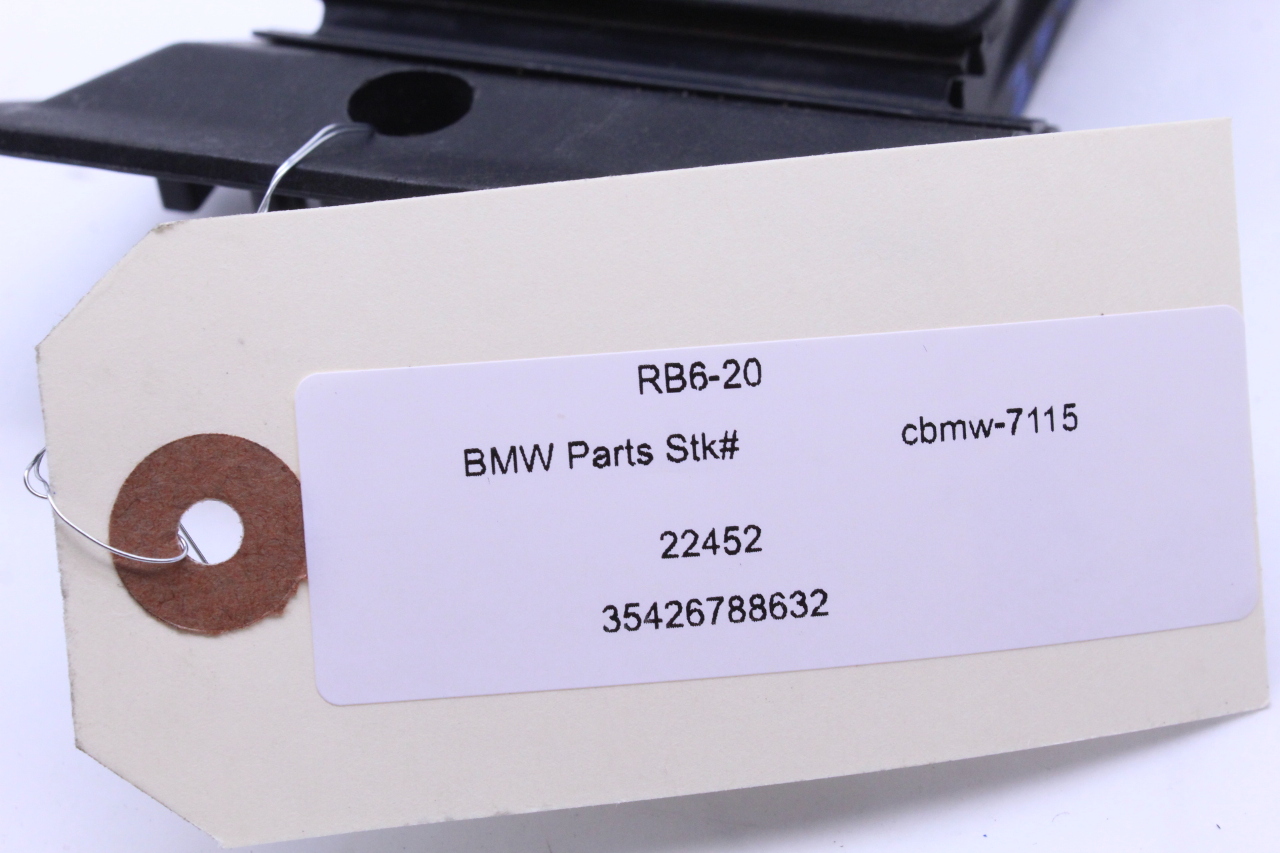 RB6-20
BMW Parts Stk# cbmw-7115
22452
35426788632